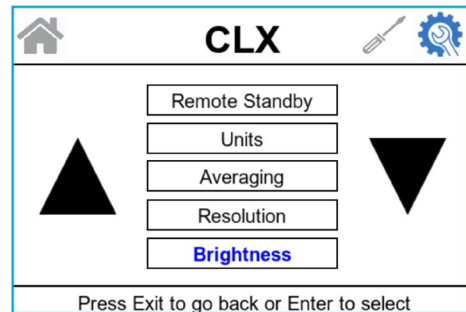 CLX
Remote Standby
Units
Averaging
Resolution
Brightness
Press Exit to go back or Enter to select